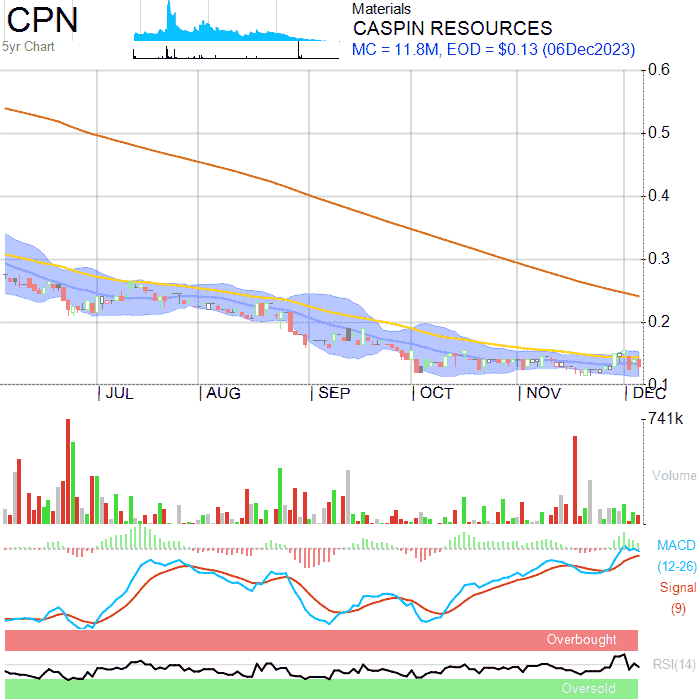 CPN
5yr Chart
Materials
CASPIN RESOURCES
MC = 11.8M, EOD = $0.13 (06Dec2023)
0.6
0.5
0.4
0.3
0.2
0.1
JUL
AUG
SEP
OCT
NOV
DEC
741k
Volume
MACD
(12-26)
Signal
(9)
Overbought
RSI(14)
Oversold